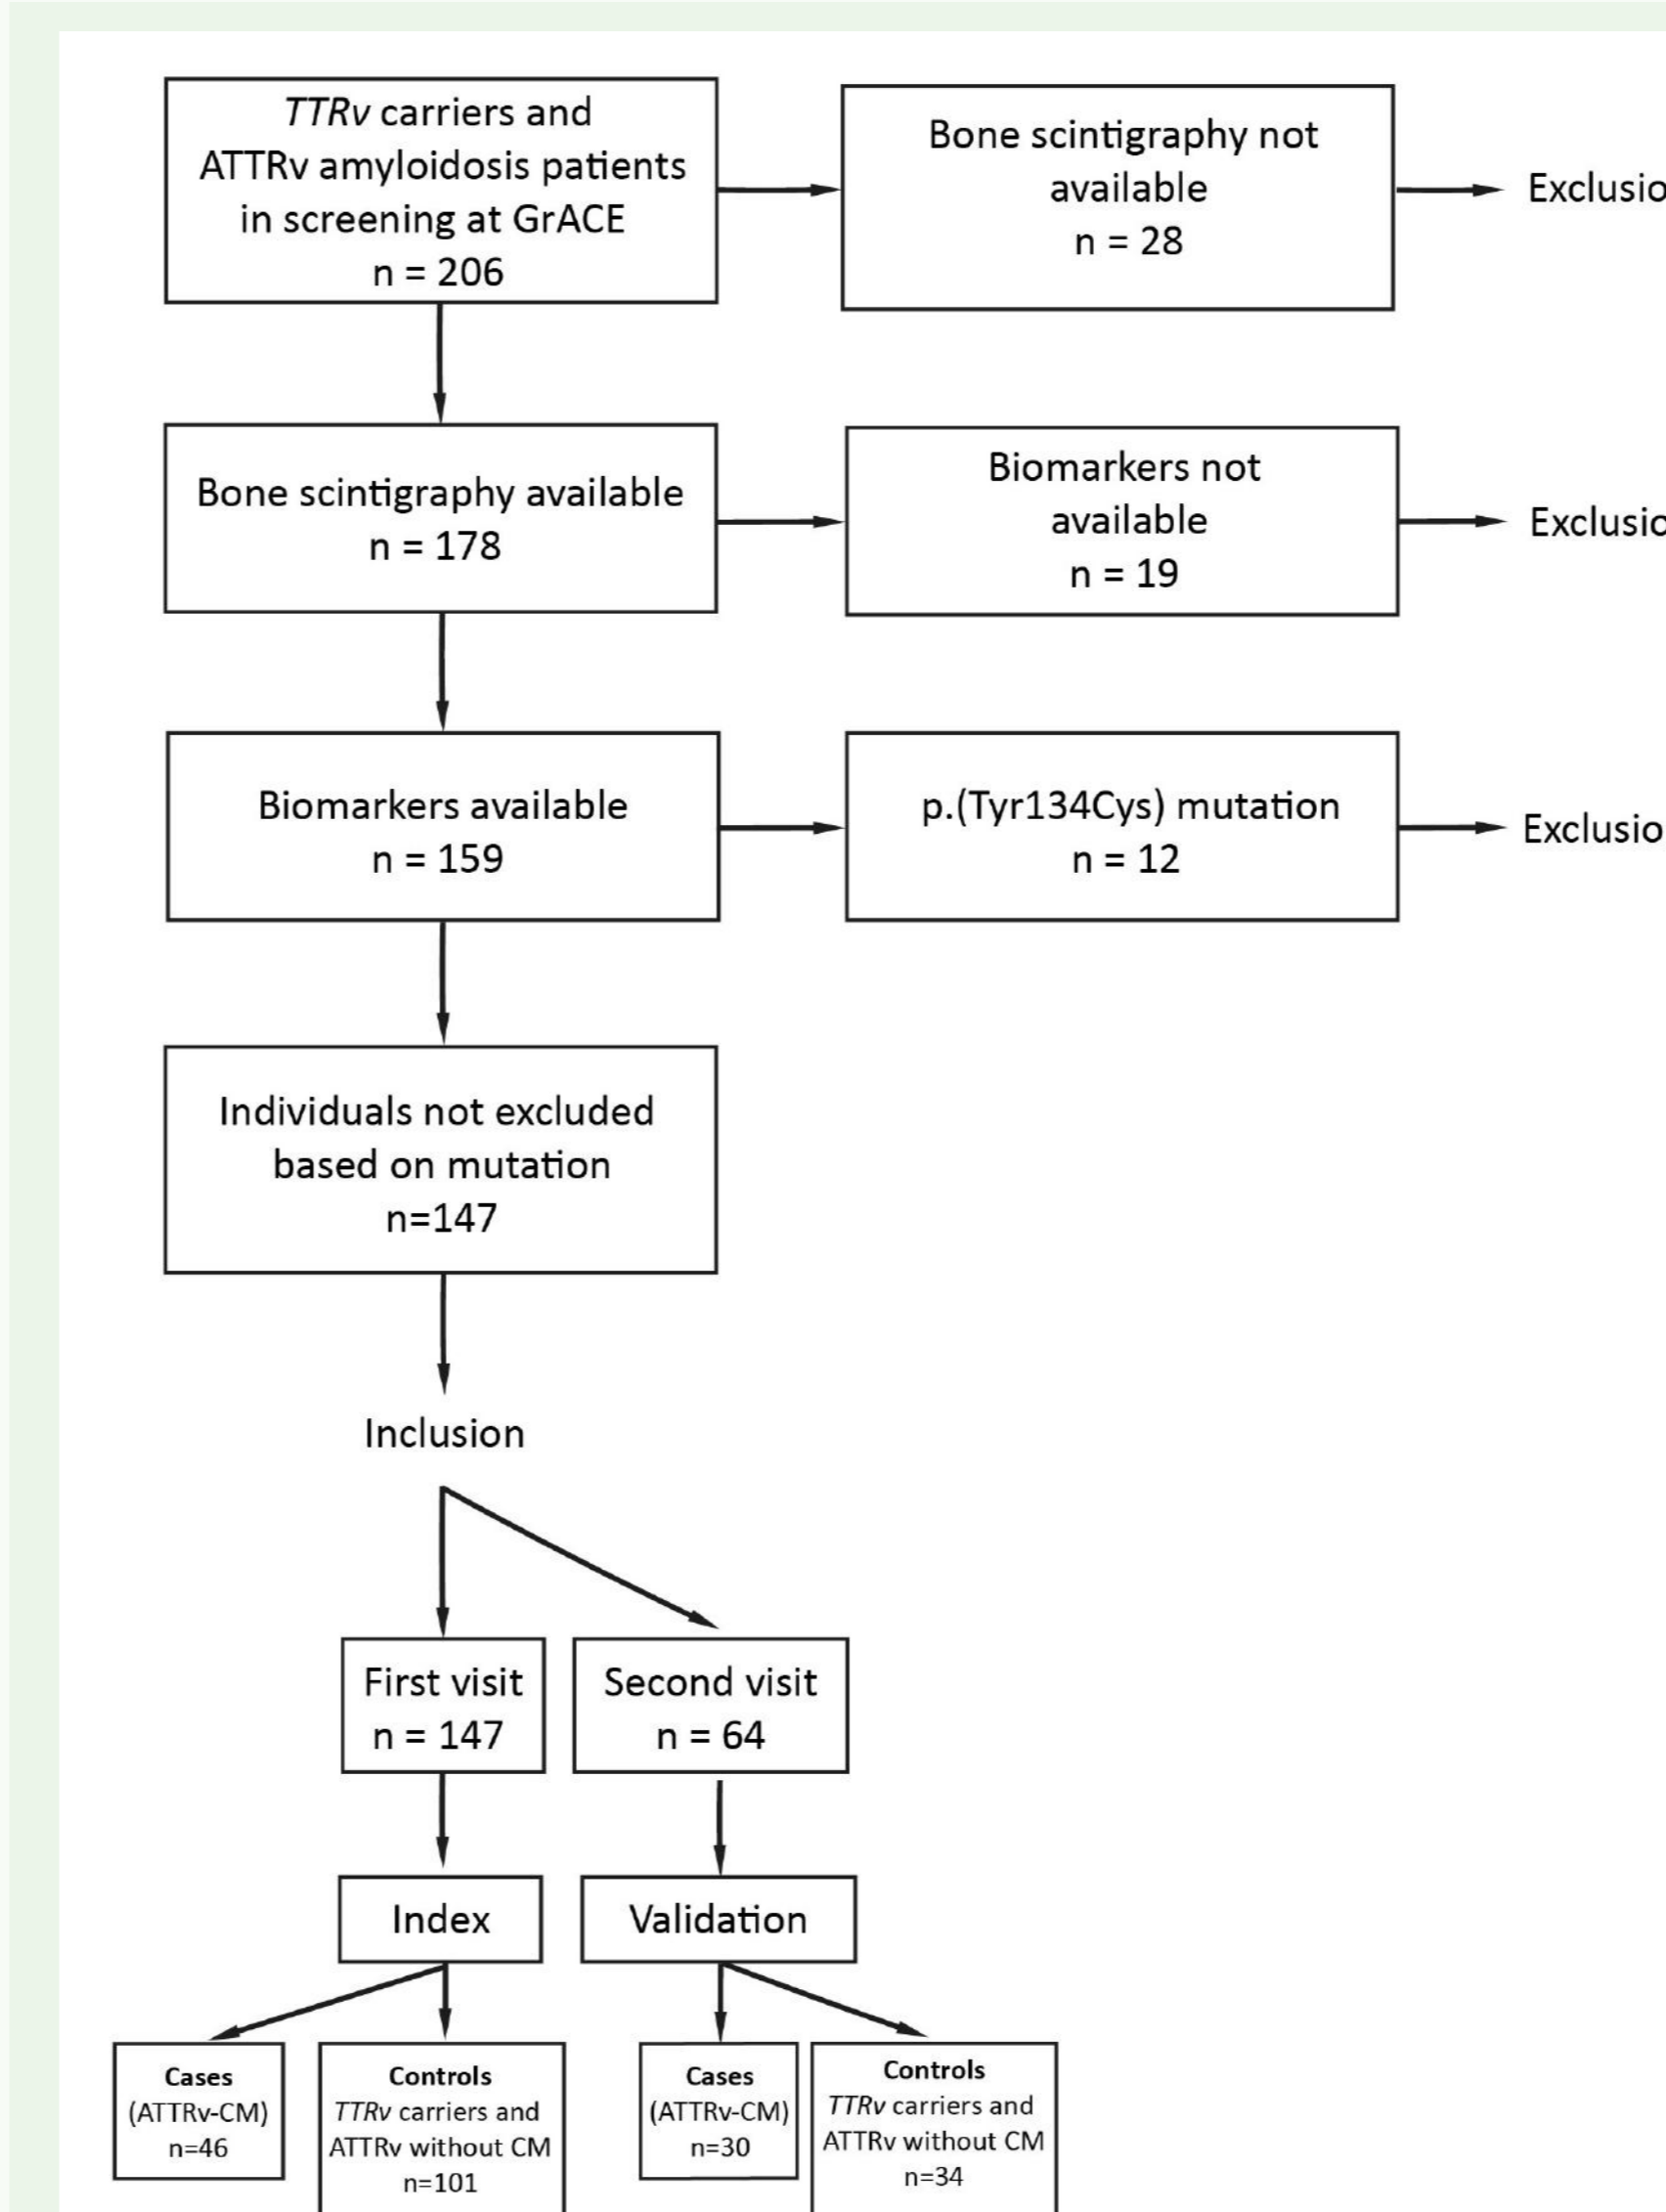 TTRv carriers and
ATTRv amyloidosis patients
in screening at GrACE
n = 206
Bone scintigraphy not
available
n = 28
Exclusio
Bone scintigraphy available
n = 178
Biomarkers not
available
n = 19
Exclusio
Biomarkers available
n = 159
p.(Tyr134Cys) mutation
n = 12
Exclusio
Individuals not excluded
based on mutation
n=147
Inclusion
First visit
n = 147
Second visit
n = 64
Index
Validation
Cases
(ATTRv-CM)
n=46
Controls
TTRv carriers and
ATTRv without CM
n=101
Cases
(ATTRv-CM)
n=30
Controls
TTRv carriers and
ATTRv without CM
n=34